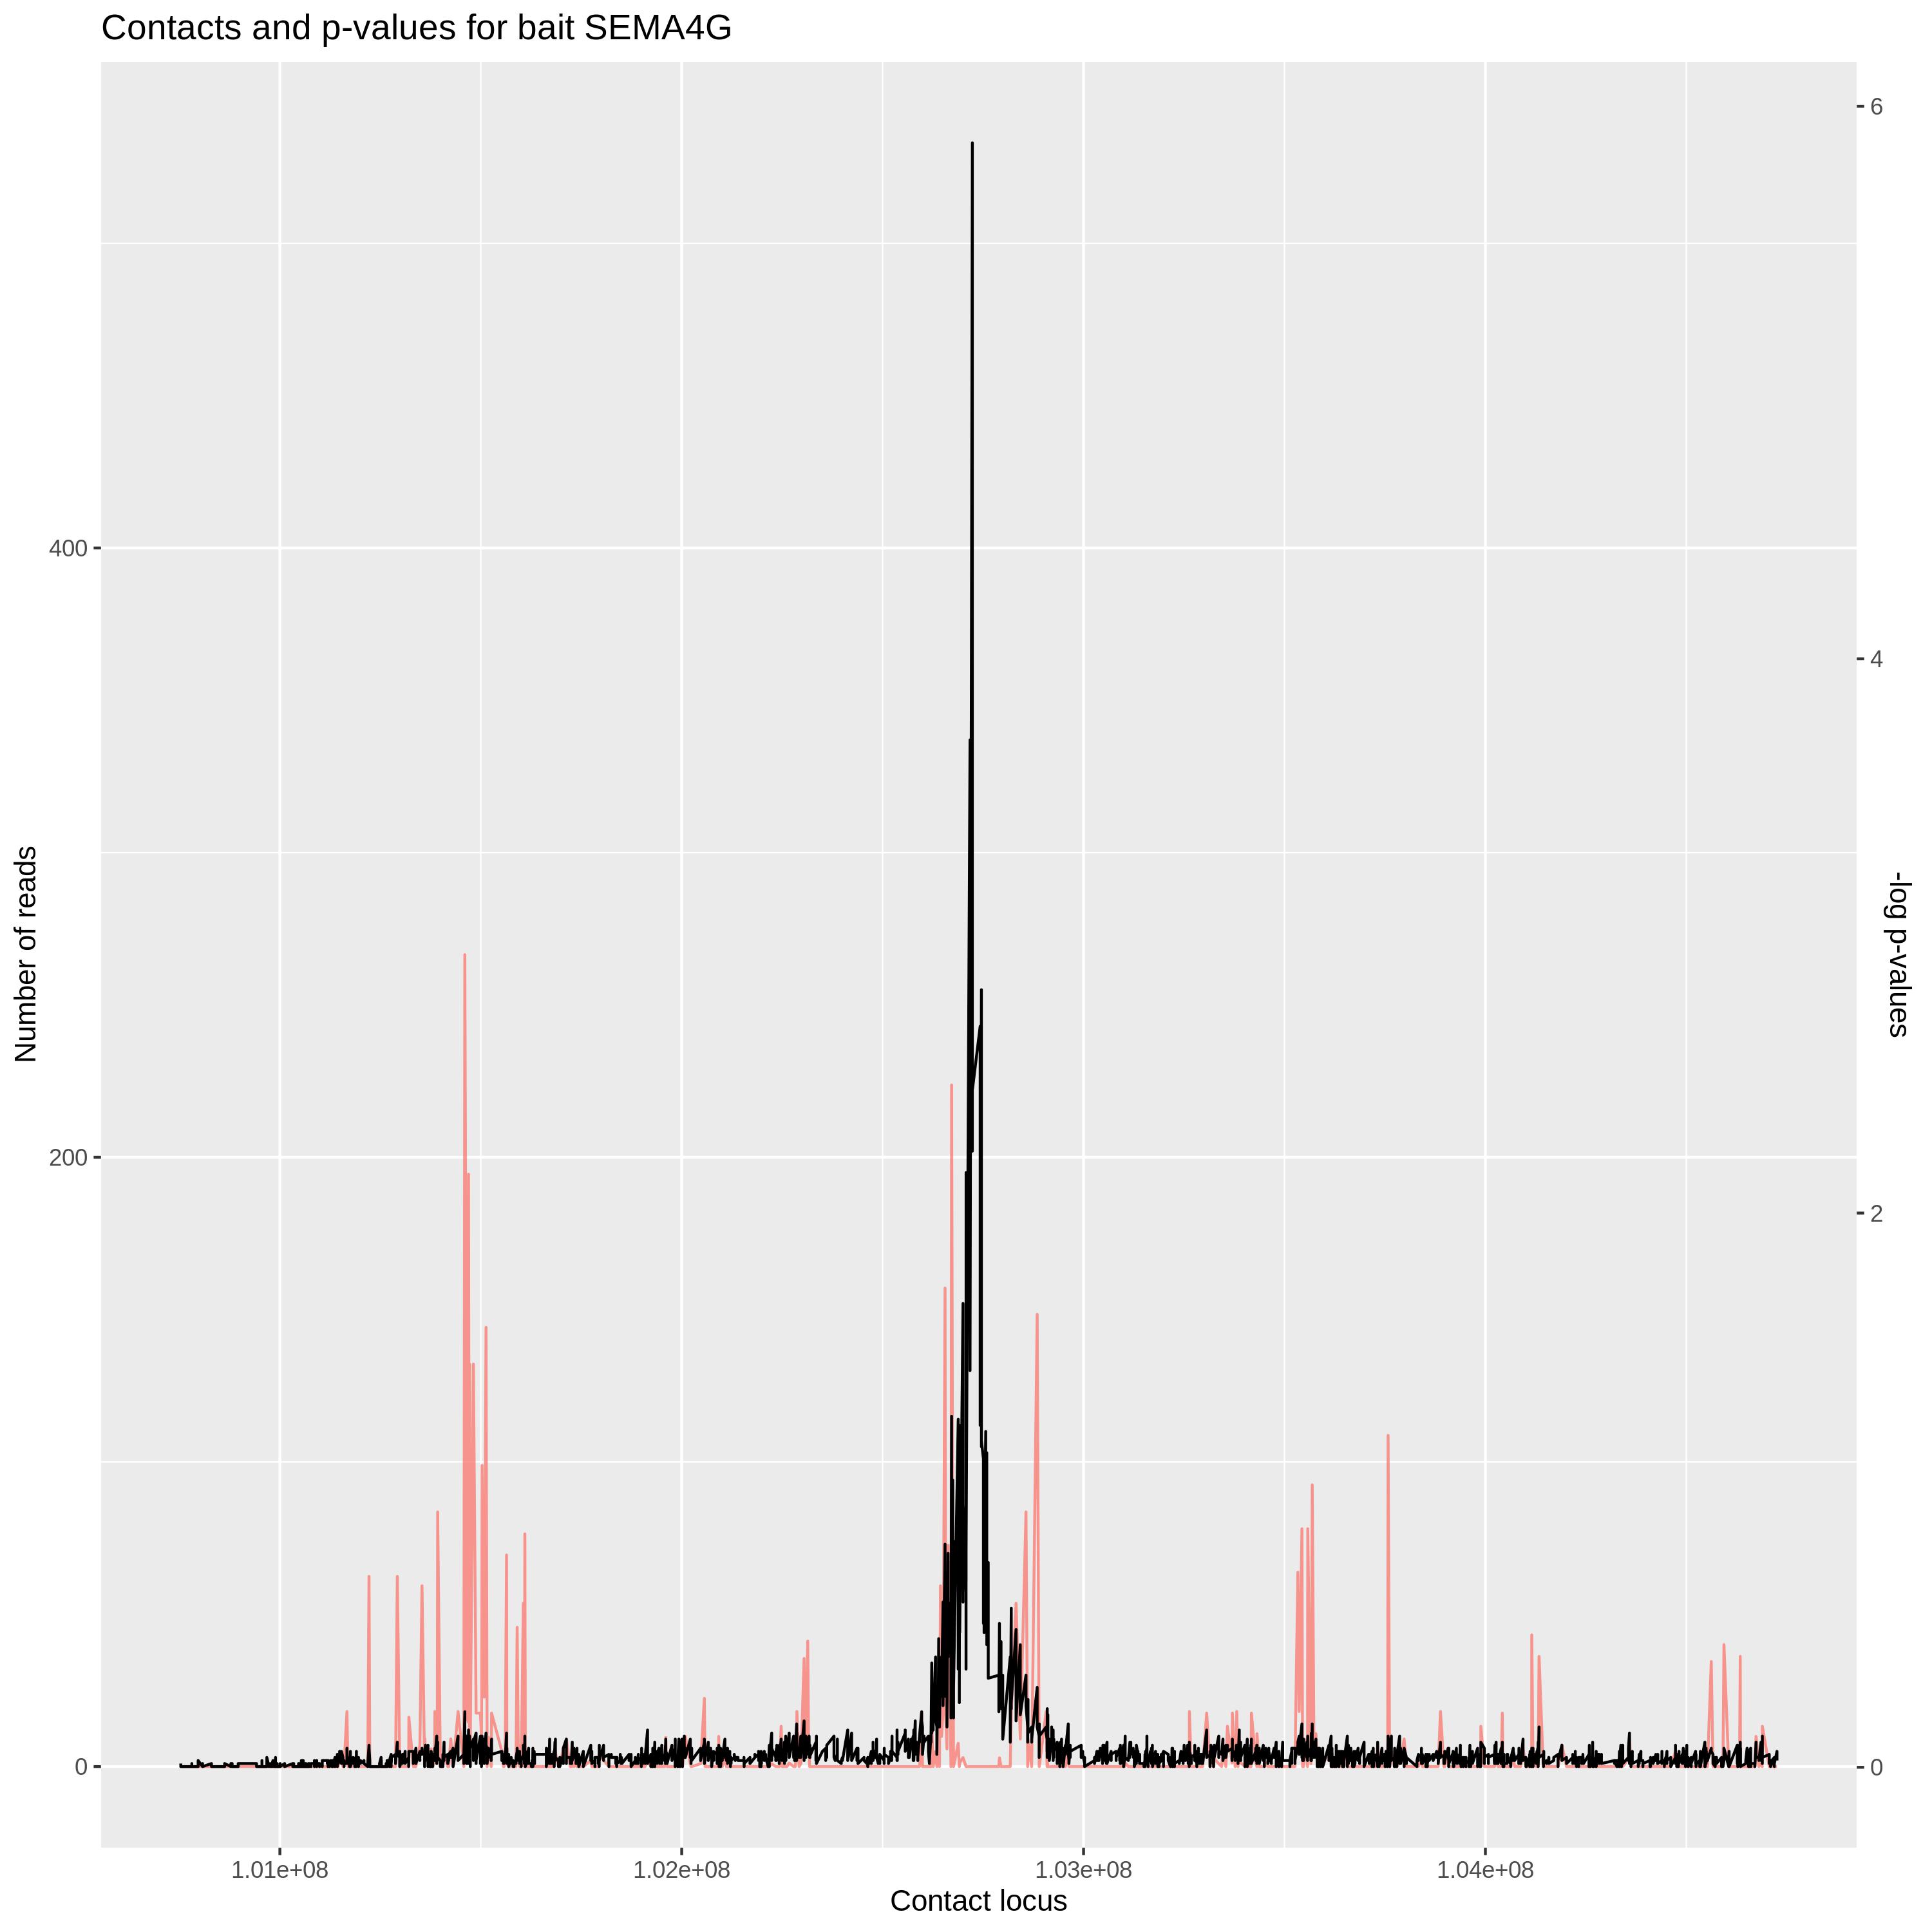 Contacts and p-values for bait SEMA4G
6
400
4
Number of reads
-log p-values
200
2
0
0
1.01e+08
1.02e+08
1.03e+08
1.04e+08
Contact locus